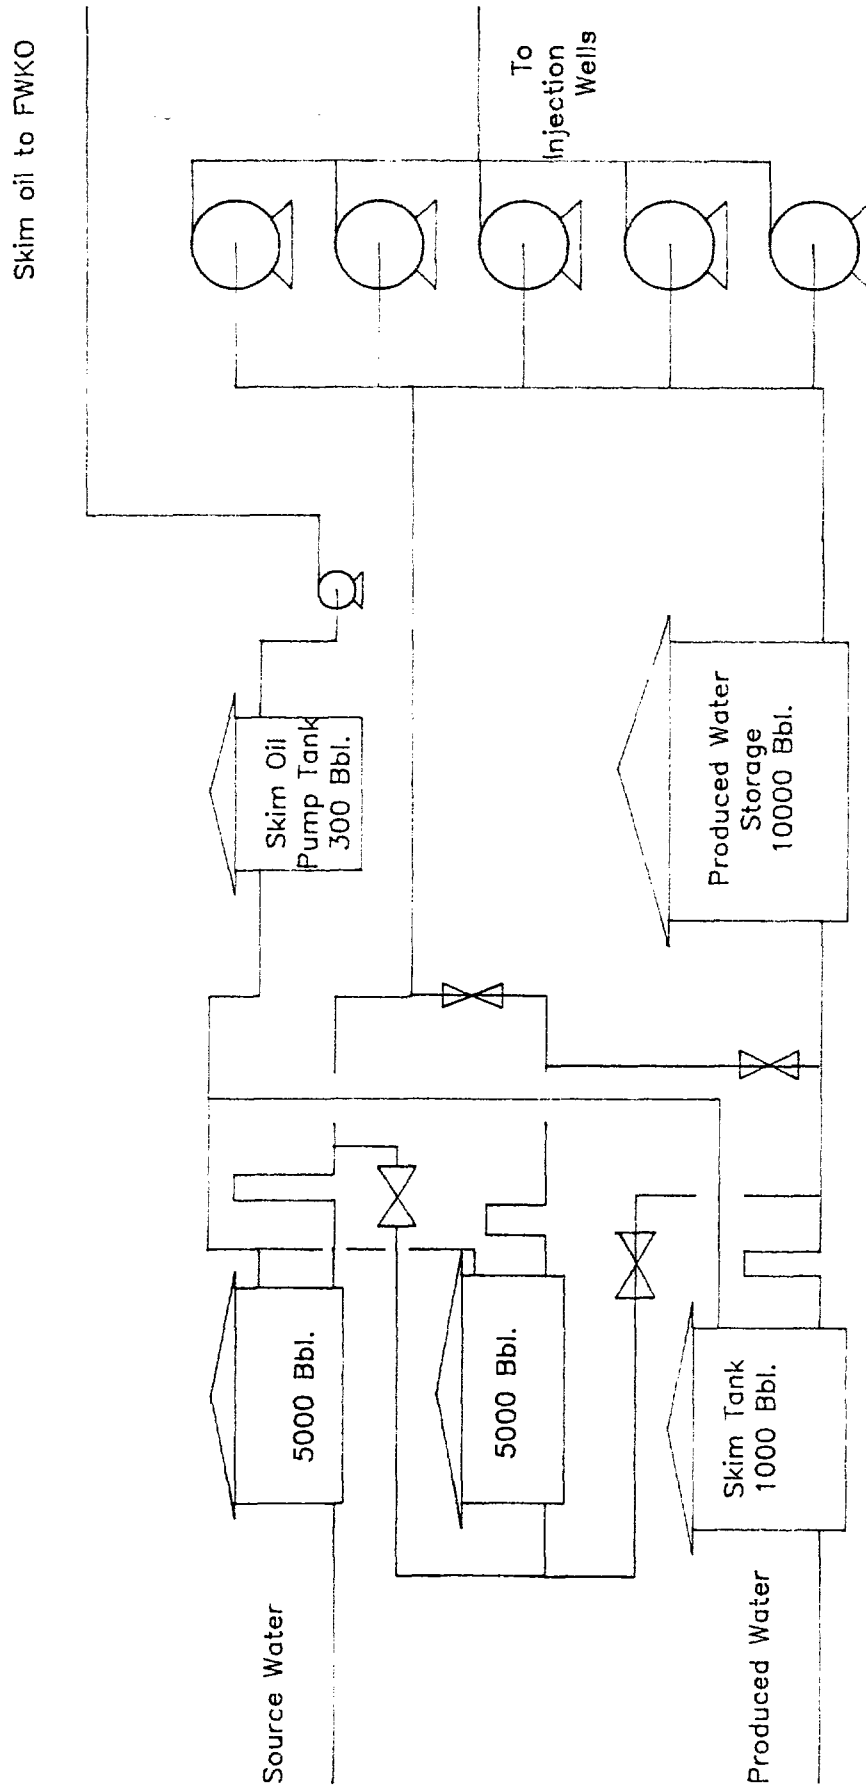 Skim oil to FWKO
To
Injection
Wells
Skim Oil
Pump Tank
300 Bbl.
Produced Water
Storage
10000 Bbl.
5000 Bbl.
5000 Bbl.
Skim Tank
1000 Bbl.
Source Water
Produced Water